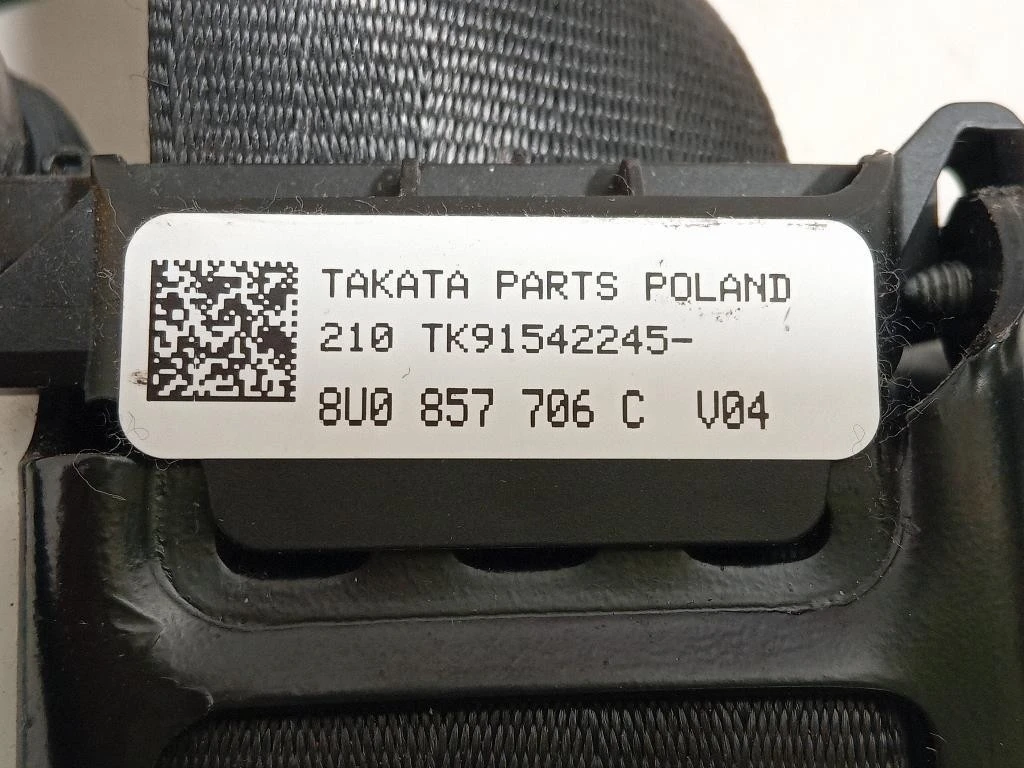 TAKATA PARTS POLAND
210 TK91542245-
8U0 857 706 C V04